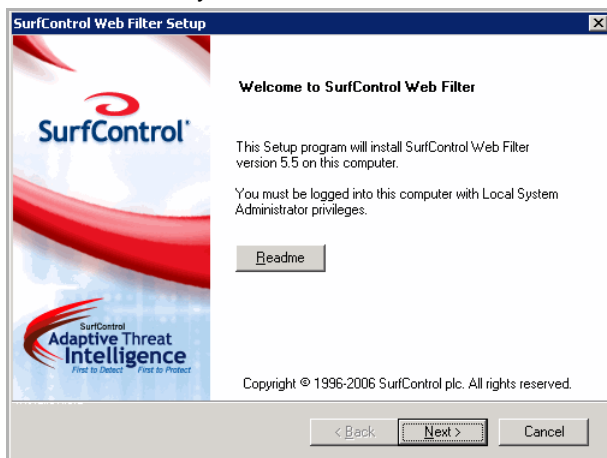 SurfControl Web Filter Setup
SurfControl
Welcome to SurfControl Web Filter
This Setup program will install SurfControl Web Filter
version 5.5 on this computer.
You must be logged into this computer with Local System
Administrator privileges.
Readme
SurfControl
Adaptive Threat
Intelligence
First to Detect First to Protect
Copyright © 1996-2006 SurfControl plc. All rights reserved.
< Back Next > Cancel